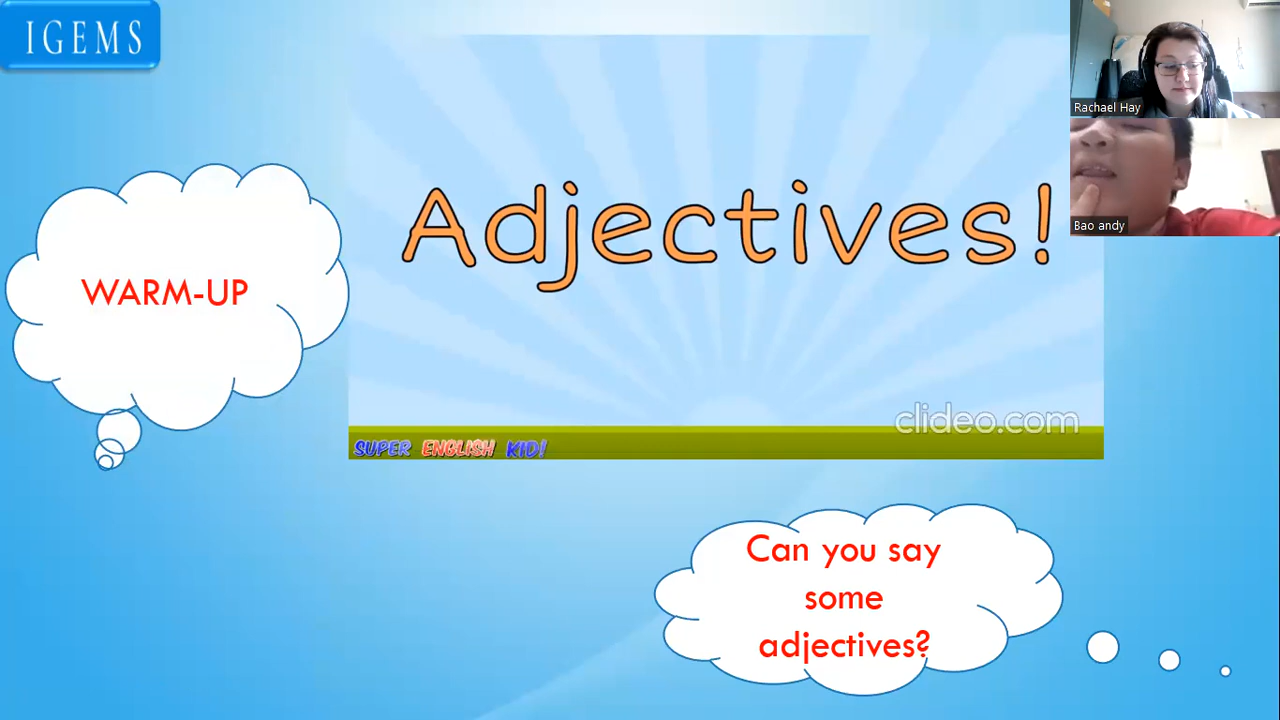 IGEMS
Rachael Hay
Adjectives!
Bao andy
WARM-UP
clideo.com
SUPER ENGLISH KID!
Can you say
some
adjectives?